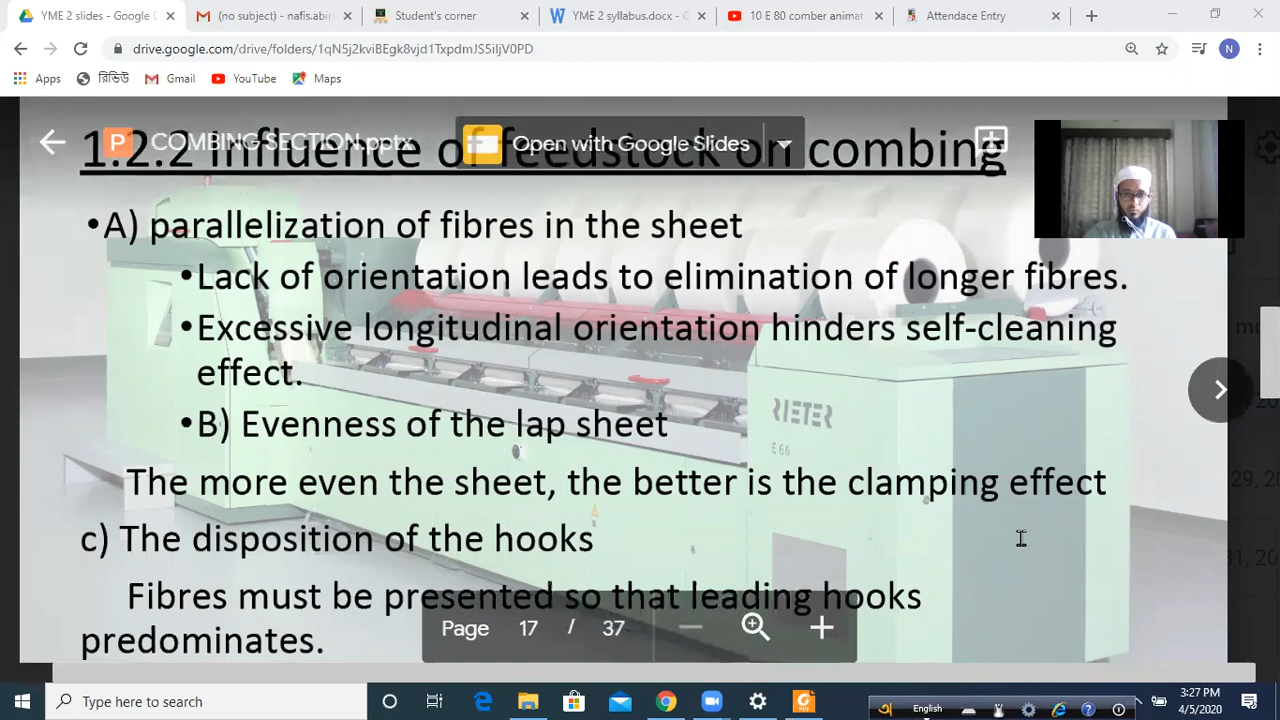 YME 2 slides - Google D
(no subject) - nafis.abir
Student's corner
YME 2 syllabus.docx - G
10 E 80 comber animat
Attendace Entry
drive.google.com/drive/folders/1qN5j2kviBEgk8vjd1TxpdmJS5iljV0PD
Apps
ভিডিউ
Gmail
YouTube
Maps
P COMBING SECTION.pptx
Open with Google Slides
1.2.2 Influence of feedstock on combing
•A) parallelization of fibres in the sheet
•Lack of orientation leads to elimination of longer fibres.
•Excessive longitudinal orientation hinders self-cleaning
effect.
•B) Evenness of the lap sheet
RIETER
E 66
The more even the sheet, the better is the clamping effect
c) The disposition of the hooks
Fibres must be presented so that leading hooks
predominates.
Page 17 / 37
Type here to search
English
3:27 PM
4/5/2020